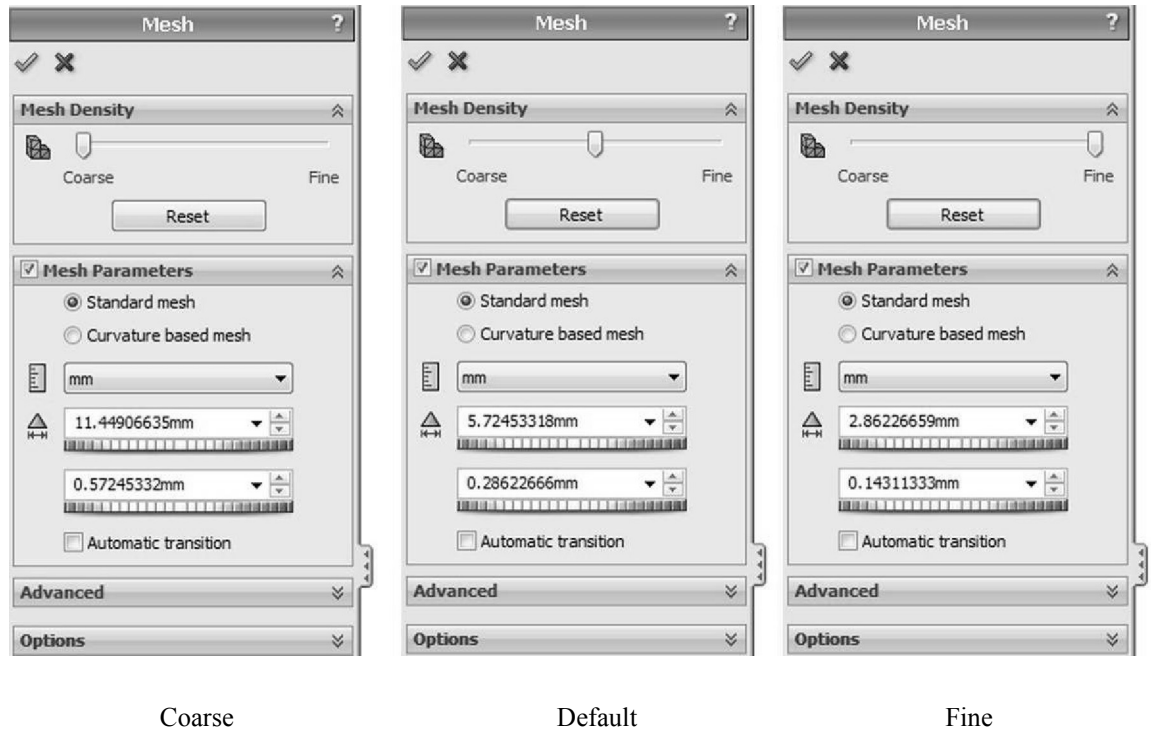 Mesh ?
Mesh Density
Coarse Fine
Reset
Mesh Parameters
Standard mesh
Curvature based mesh
mm
11.44906635mm
0.57245332mm
Automatic transition
Advanced
Options
Coarse
Mesh ?
Mesh Density
Coarse Fine
Reset
Mesh Parameters
Standard mesh
Curvature based mesh
mm
5.72453318mm
0.28622666mm
Automatic transition
Advanced
Options
Default
Mesh ?
Mesh Density
Coarse Fine
Reset
Mesh Parameters
Standard mesh
Curvature based mesh
mm
2.86226659mm
0.14311333mm
Automatic transition
Advanced
Options
Fine